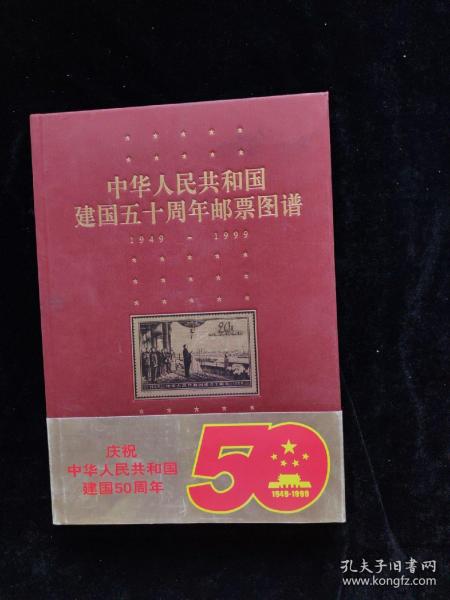 中华人民共和国
建国五十周年邮票图谱
1949 - 1999
庆祝
中华人民共和国
建国50周年
50
1949-1999
孔夫子旧书网
www.kongfz.com